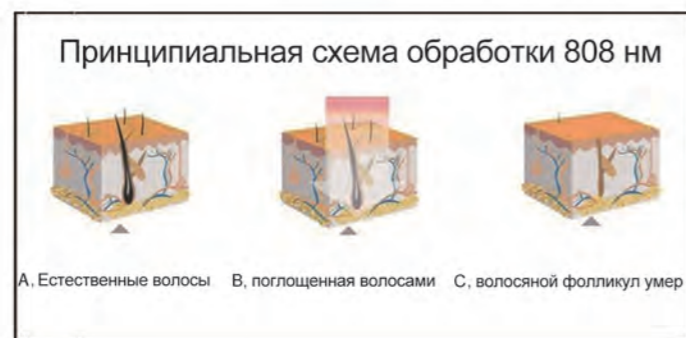 Принципиальная схема обработки 808 нм
A, Естественные волосы B, поглощенная волосами C, волосяной фолликул умер